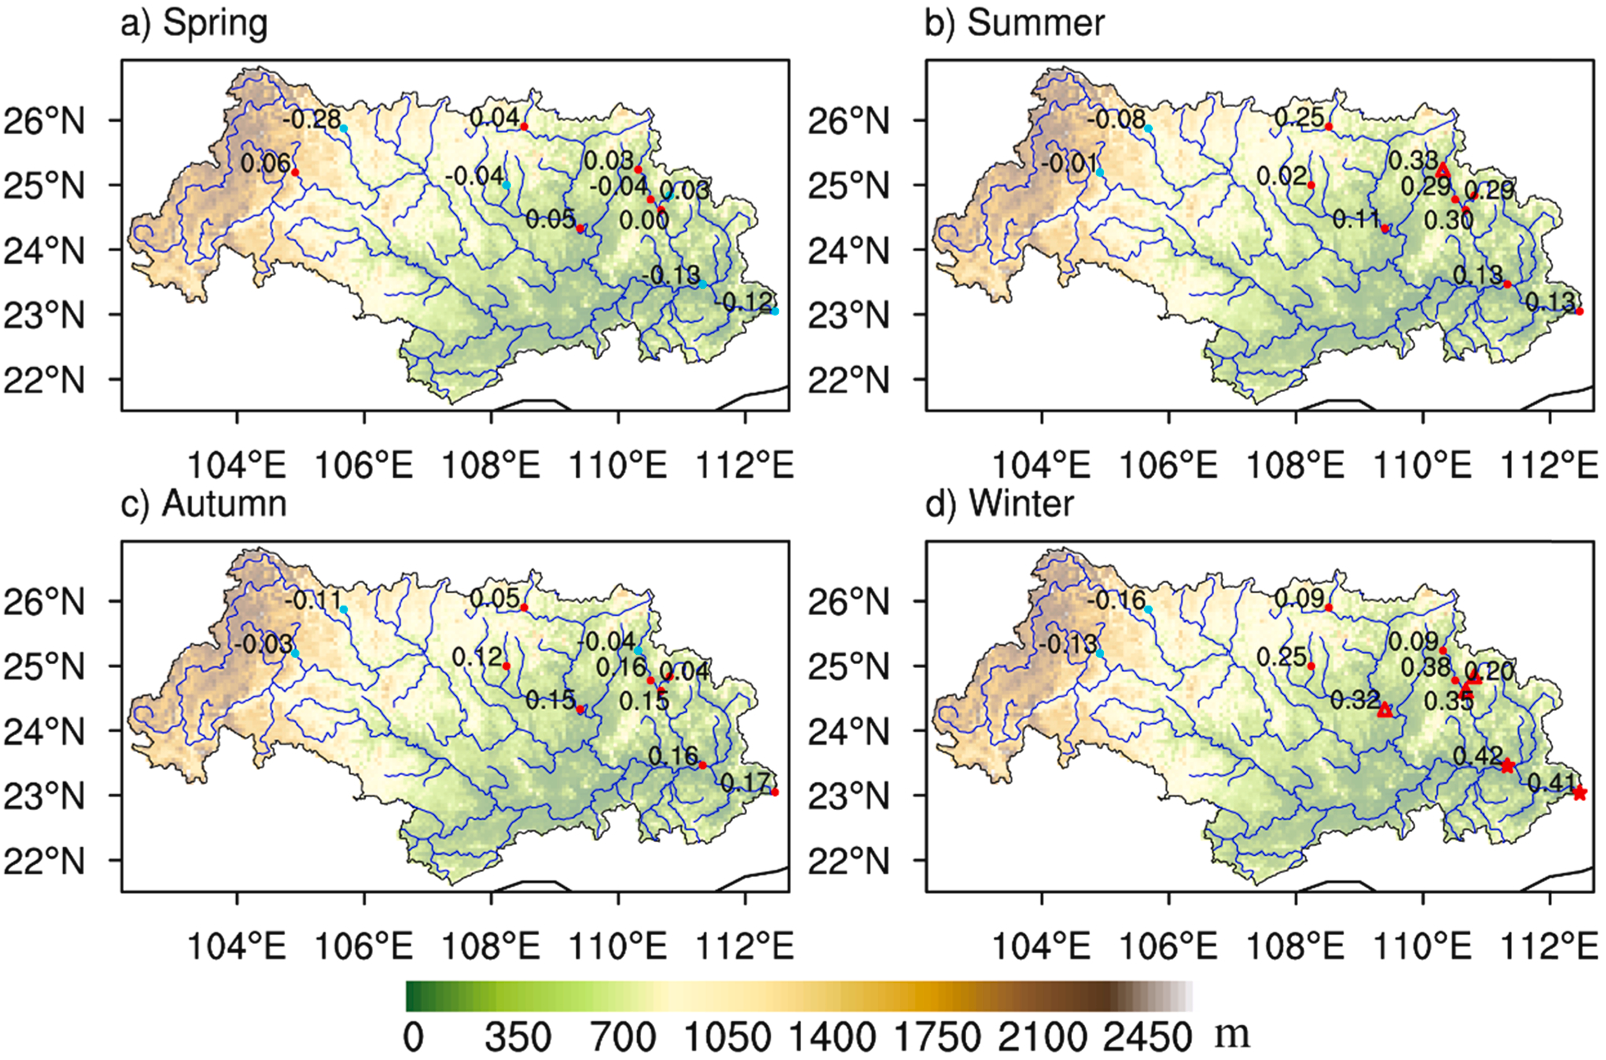 a) Spring
b) Summer
26°N
25°N
24°N
23°N
22°N
-0.28
0.04
0.06
-0.04
0.03
-0.04
0.03
0.05
0.00
-0.13
-0.12
104°E 106°E 108°E 110°E 112°E
26°N
25°N
24°N
23°N
22°N
-0.08
0.25
-0.01
0.02
0.33
0.29
0.29
0.11
0.30
0.13
0.13
104°E 106°E 108°E 110°E 112°E
c) Autumn
d) Winter
26°N
25°N
24°N
23°N
22°N
-0.11
0.05
-0.03
0.12
-0.04
0.16
0.04
0.15
0.15
0.16
0.17
104°E 106°E 108°E 110°E 112°E
26°N
25°N
24°N
23°N
22°N
-0.16
0.09
-0.13
0.25
0.09
0.38
0.20
0.32
0.35
0.42
0.41
104°E 106°E 108°E 110°E 112°E
0 350 700 1050 1400 1750 2100 2450 m